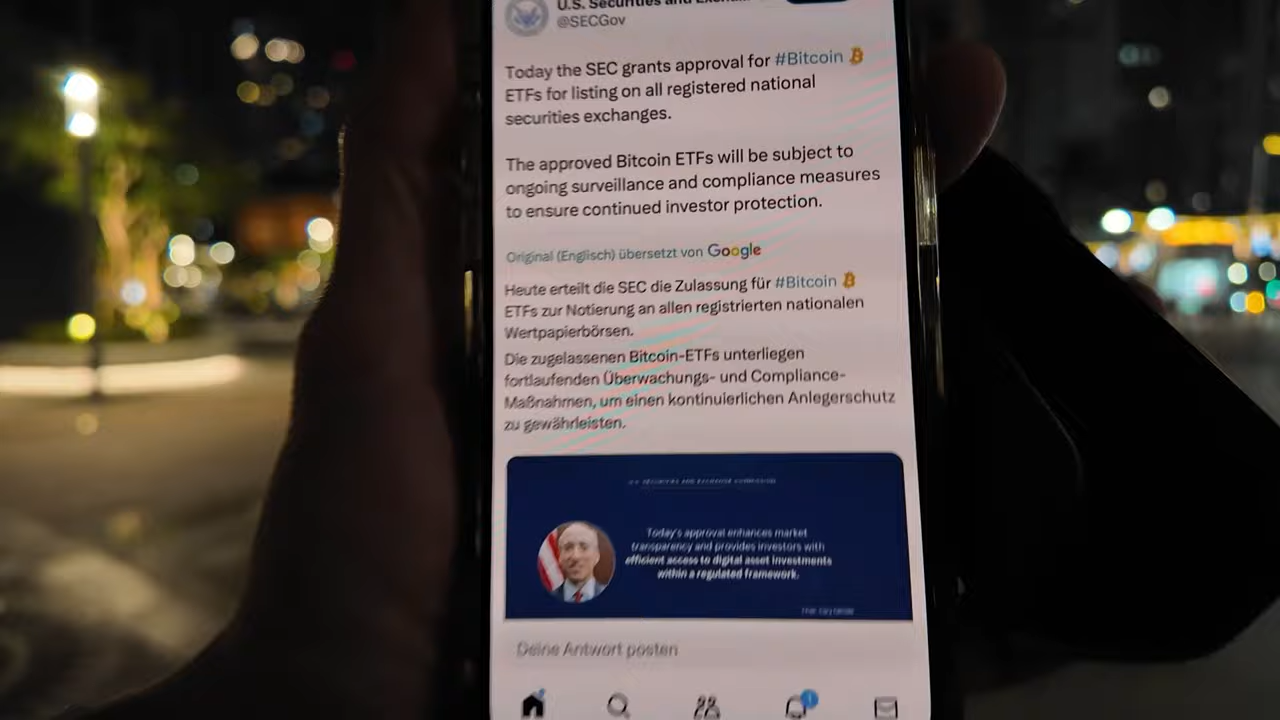 U.S. Securities and
@SECGov
Today the SEC grants approval for #Bitcoin
ETFs for listing on all registered national
securities exchanges.
The approved Bitcoin ETFs will be subject to
ongoing surveillance and compliance measures
to ensure continued investor protection.
Original (Englisch) übersetzt von Google
Heute erteilt die SEC die Zulassung für #Bitcoin
ETFs zur Notierung an allen registrierten nationalen
Wertpapierbörsen.
Die zugelassenen Bitcoin-ETFs unterliegen
fortlaufenden Überwachungs- und Compliance-
Maßnahmen, um einen kontinuierlichen Anlegerschutz
zu gewährleisten.
Today's approval enhances market
transparency and provides investors with
efficient access to digital asset investments
within a regulated framework.
Deine Antwort posten